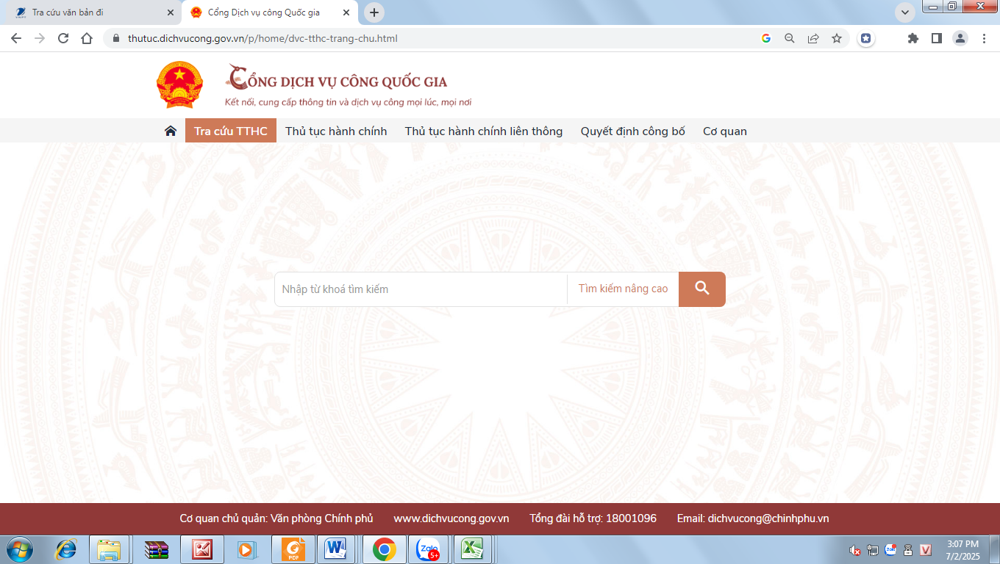 Tra cứu văn bản đi
Cổng Dịch vụ công Quốc gia
thutuc.dichvucong.gov.vn/p/home/dvc-tthc-trang-chu.html
CỔNG DỊCH VỤ CÔNG QUỐC GIA
Kết nối, cung cấp thông tin và dịch vụ công mọi lúc, mọi nơi
Tra cứu TTHC Thủ tục hành chính Thủ tục hành chính liên thông Quyết định công bố Cơ quan
Nhập từ khoá tìm kiếm Tìm kiếm nâng cao
Cơ quan chủ quản: Văn phòng Chính phủ www.dichvucong.gov.vn Tổng đài hỗ trợ: 18001096 Email: dichvucong@chinhphu.vn
PDF
Zalo
5+
3:07 PM
7/2/2025